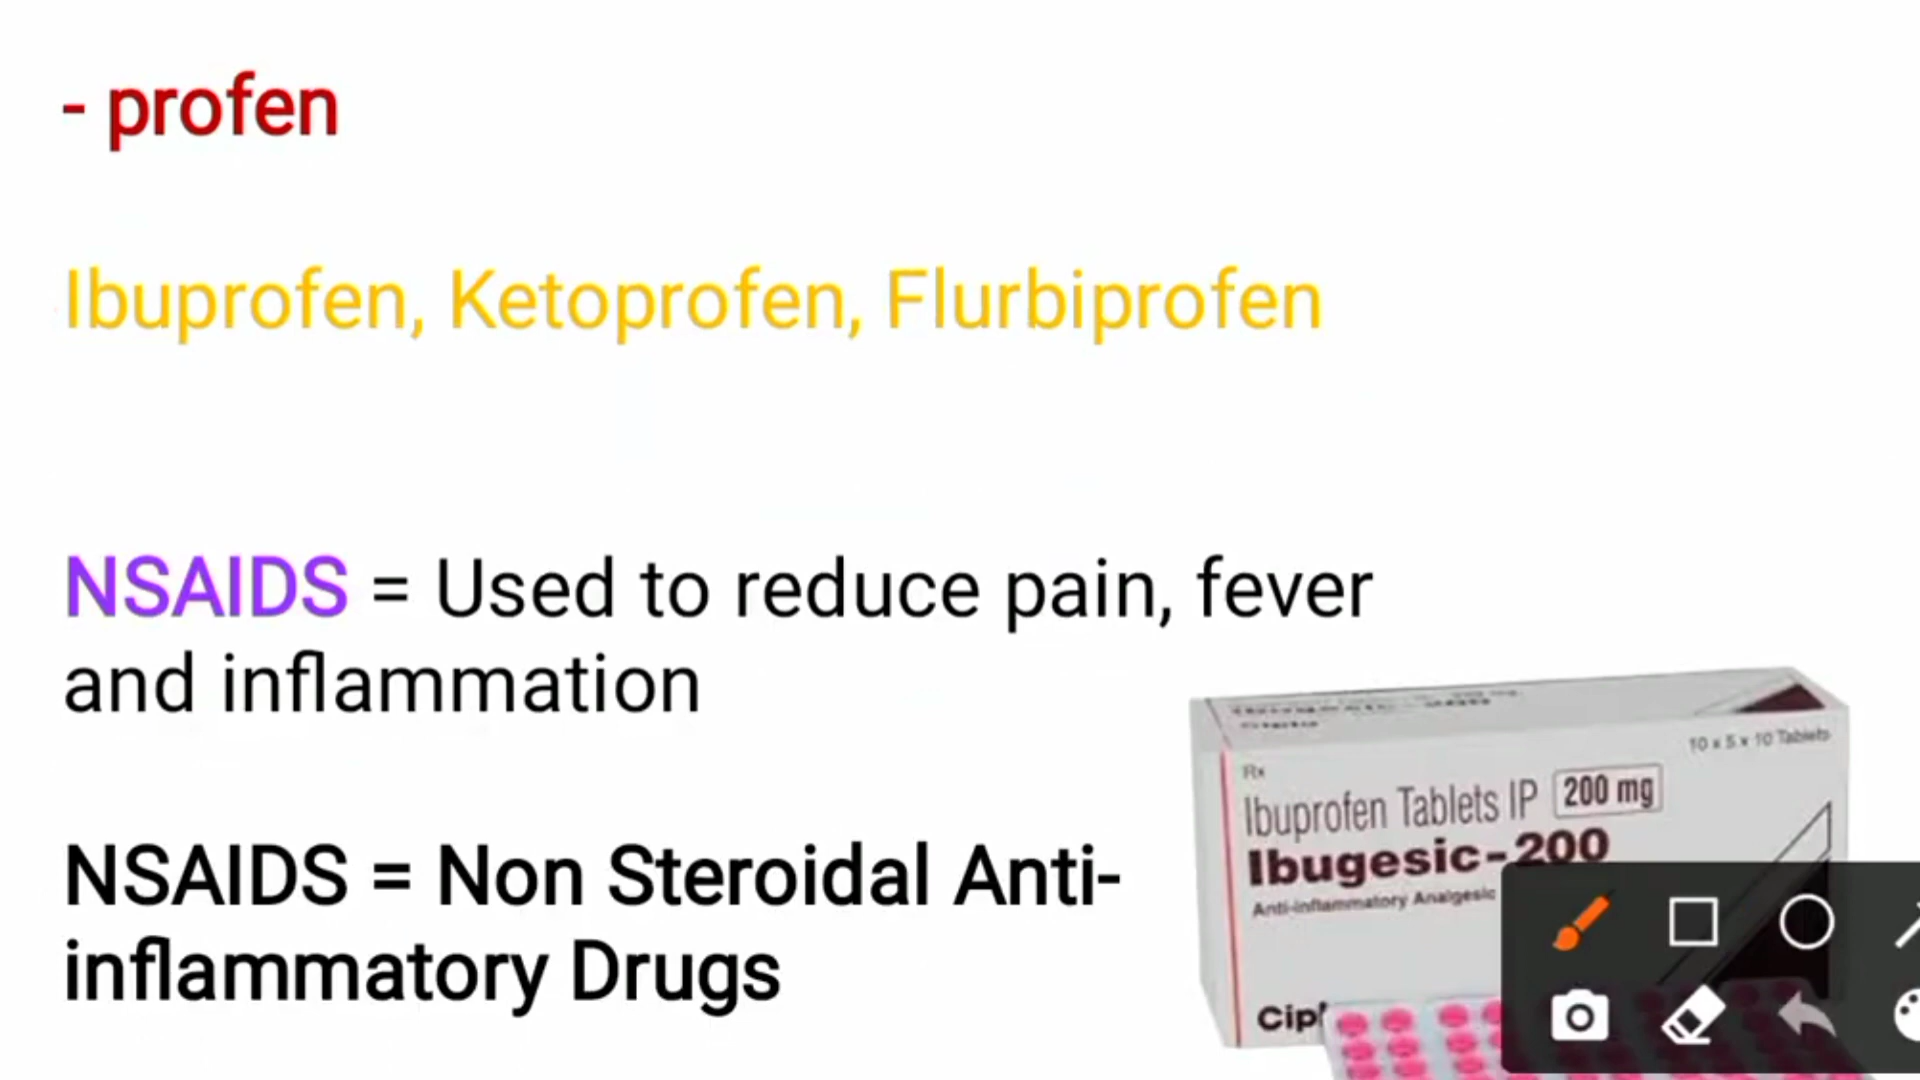 - profen
Ibuprofen, Ketoprofen, Flurbiprofen
NSAIDS = Used to reduce pain, fever
and inflammation
NSAIDS = Non Steroidal Anti-
inflammatory Drugs
10 x 5 x 10 Tablets
Rx
Ibuprofen Tablets IP 200 mg
Ibugesic-200
Anti-inflammatory Analgesic